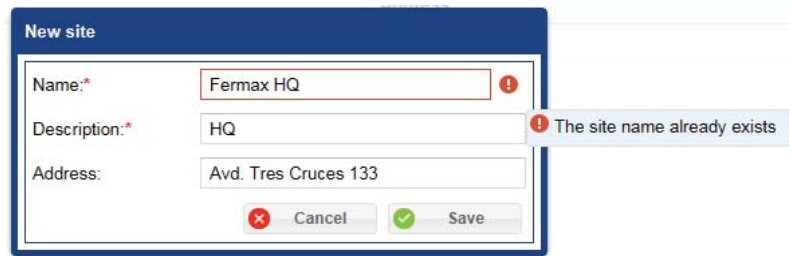 New site
Name:* Fermax HQ
Description:* HQ
The site name already exists
Address: Avd. Tres Cruces 133
Cancel Save